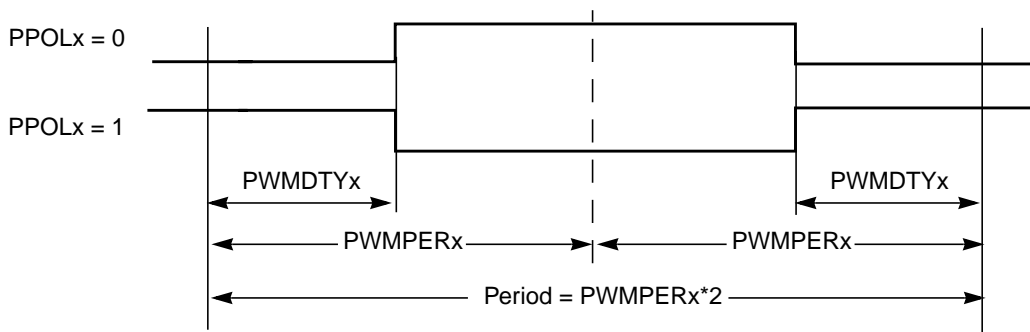 PPOLx = 0
PPOLx = 1
PWMDTYx
PWMDTYx
PWMPERx
PWMPERx
Period = PWMPERx*2